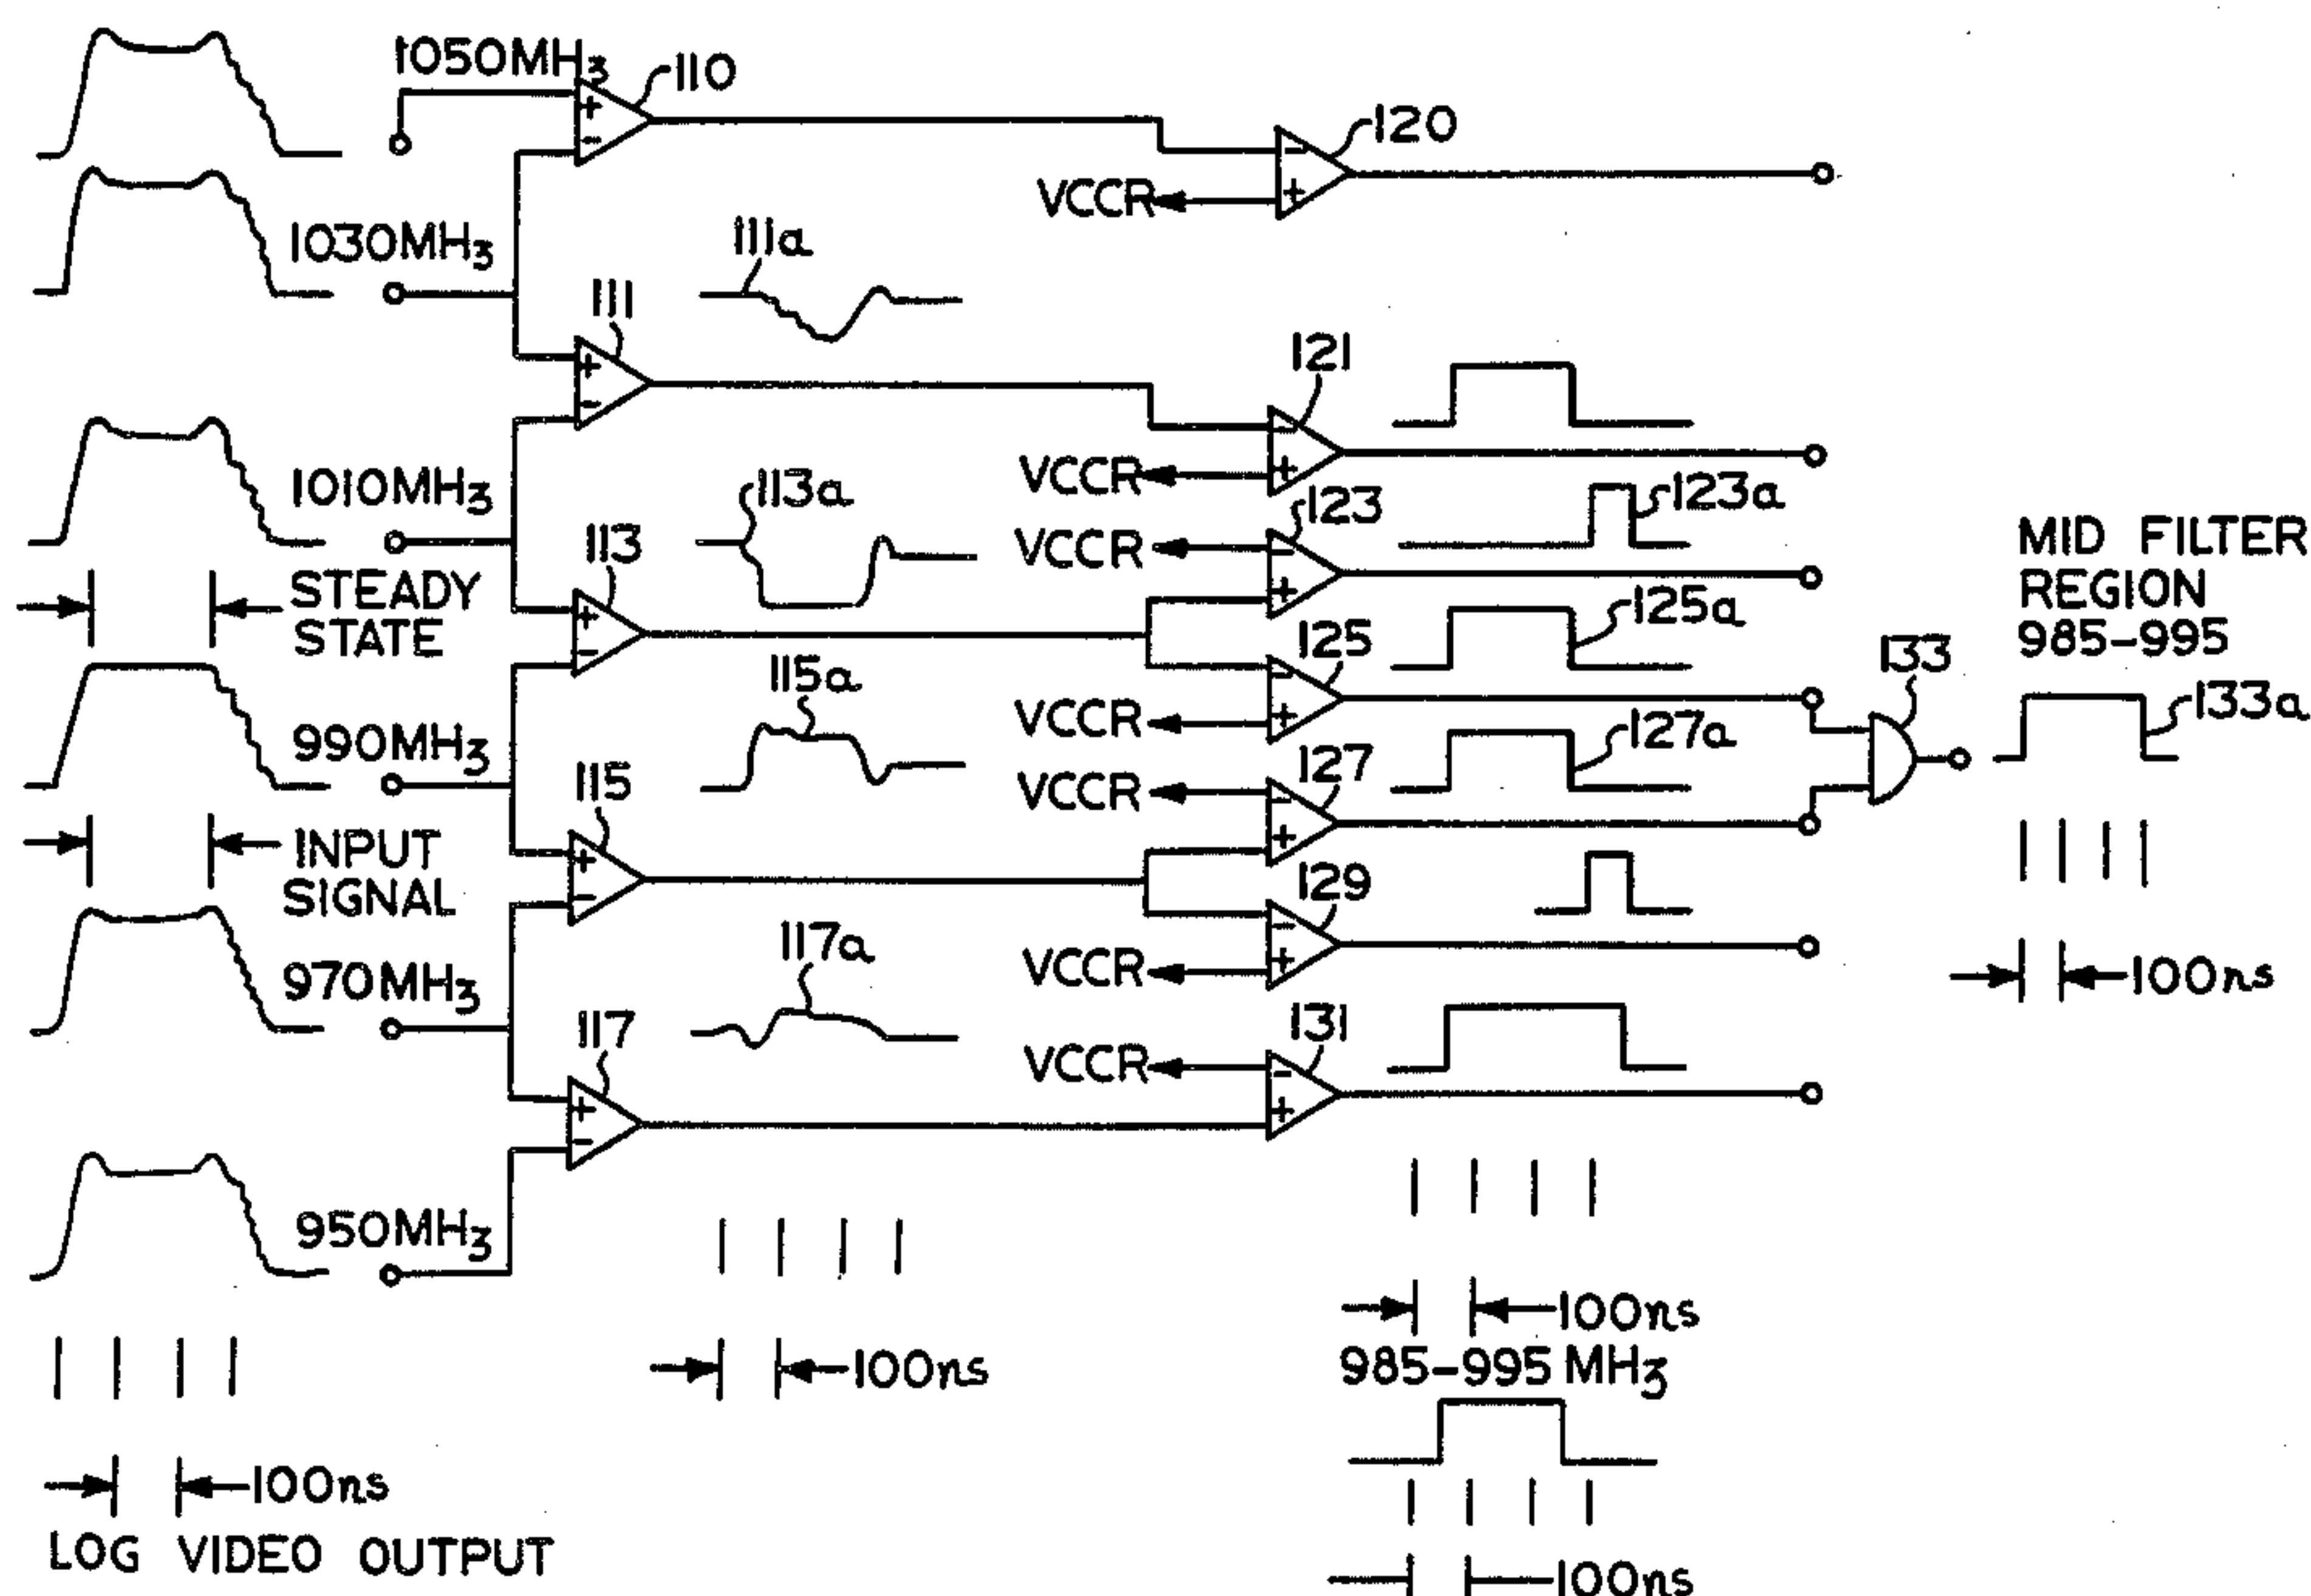 1050MHz
110
120
VCCR
1030MHz
111a
111
121
VCCR
1010MHz
113a
123
123a
MID FILTER
REGION
985-995
VCCR
113
STEADY
STATE
125
125a
133
115a
VCCR
133a
990MHz
127
127a
115
VCCR
INPUT
SIGNAL
129
970MHz
117a
VCCR
100ns
117
131
VCCR
950MHz
100ns
985-995 MHz
100ns
100ns
LOG VIDEO OUTPUT
100ns
+
-
-
+
+
-
-
+
-
+
+
-
-
+
-
+
+
-
-
+
+
-
-
+